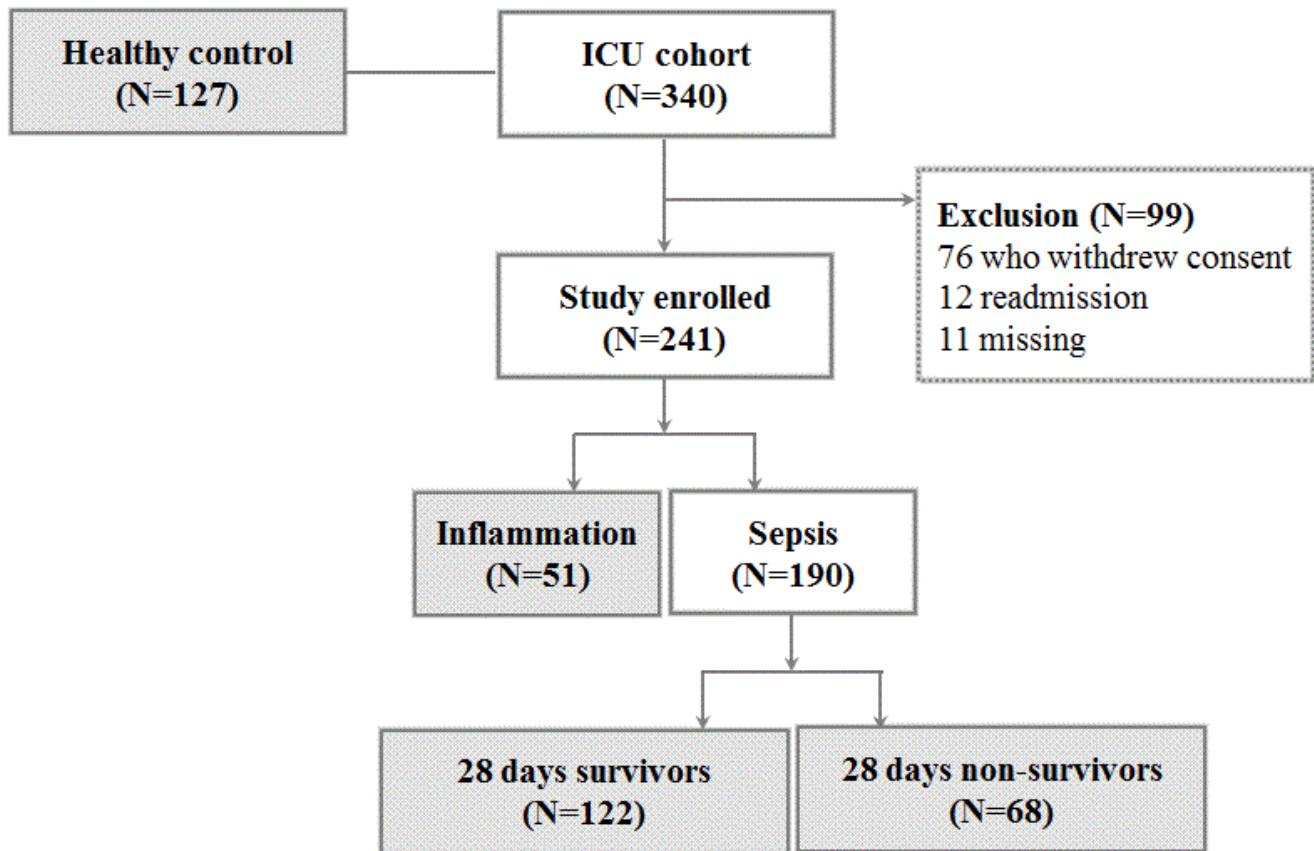 Healthy control
(N=127)
ICU cohort
(N=340)
Exclusion (N=99)
76 who withdrew consent
12 readmission
11 missing
Study enrolled
(N=241)
Inflammation
(N=51)
Sepsis
(N=190)
28 days survivors
(N=122)
28 days non-survivors
(N=68)